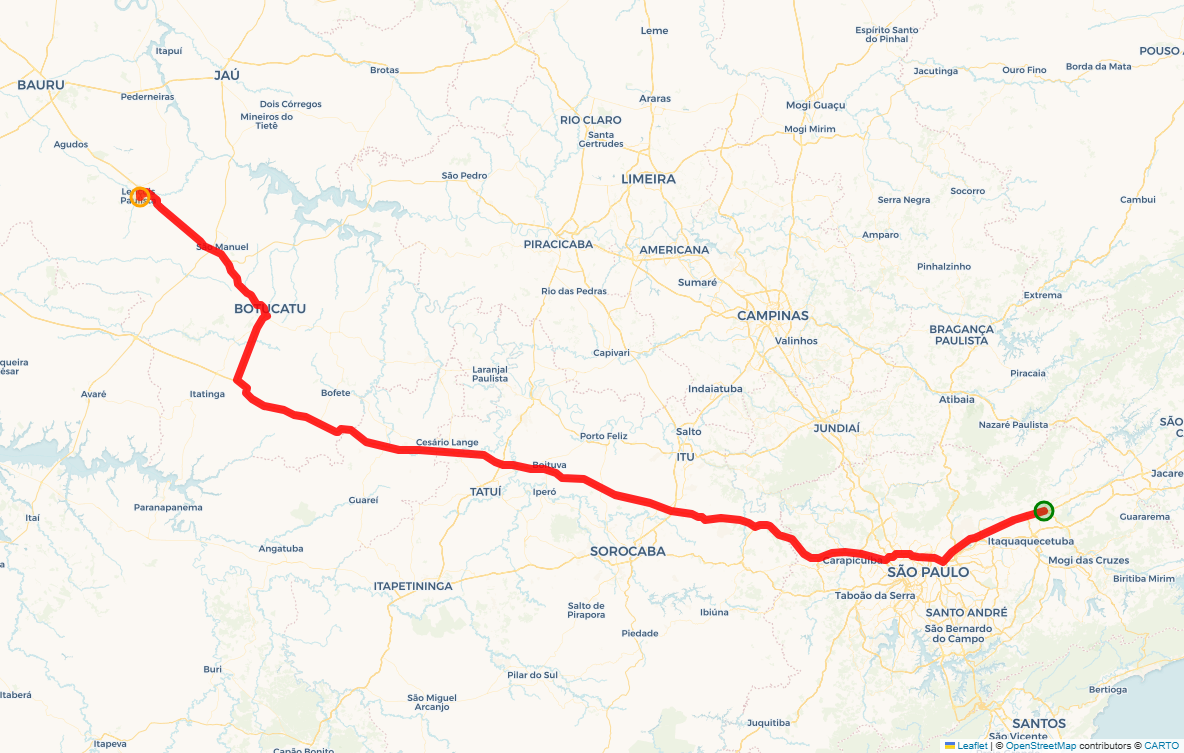 Leme
Espírito Santo
do Pinhal
Itapuí
POUSO A
JAÚ
Brotas
Jacutinga
Ouro Fino
Borda da Mata
BAURU
Pederneiras
Dois Córregos
Araras
Mogi Guaçu
Mineiros do
Tietê
RIO CLARO
Mogi Mirim
Santa
Gertrudes
Agudos
São Pedro
LIMEIRA
Socorro
Serra Negra
Cambui
Paulista
Amparo
São Manuel
PIRACICABA
AMERICANA
Pinhalzinho
Sumaré
Rio das Pedras
Extrema
BOTUCATU
CAMPINAS
BRAGANÇA
PAULISTA
Valinhos
Capivari
queira
ésar
Laranjal
Paulista
Piracaia
Indaiatuba
Avaré
Itatinga
Bofete
Atibaia
Nazaré Paulista
SÃO
C
JUNDIAÍ
Salto
Porto Feliz
Cesário Lange
ITU
Boituva
Jacare
TATUÍ
Iperó
Guareí
Paranapanema
Itaí
Guararema
Itaquaquecetuba
Angatuba
SOROCABA
Carapicuíba
Mogi das Cruzes
SÃO PAULO
Biritiba Mirim
ITAPETININGA
Taboão da Serra
Salto de
Pirapora
Ibiúna
SANTO ANDRÉ
São Bernardo
do Campo
Piedade
Buri
Pilar do Sul
Itaberá
São Miguel
Arcanjo
Bertioga
Juquitiba
SANTOS
São Vicente
Itapeva
Capão Bonito
Leaflet | © OpenStreetMap contributors © CARTO